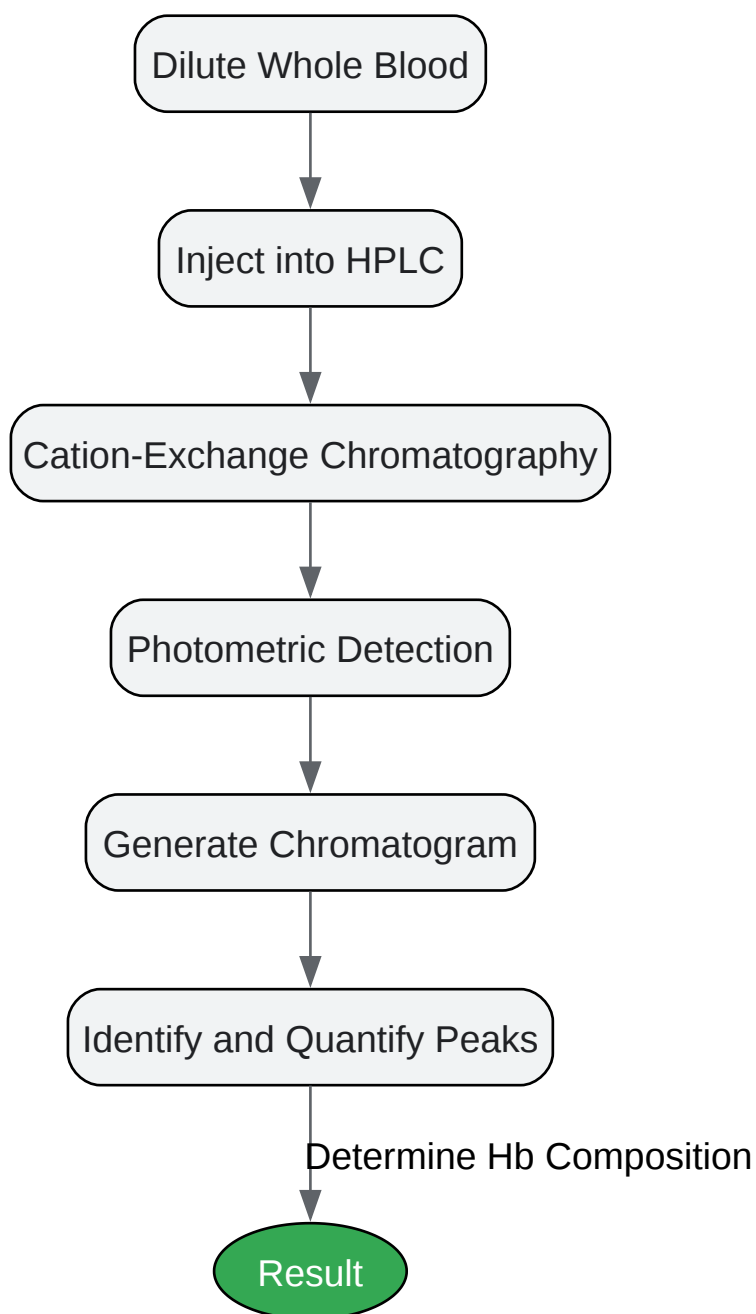 Dilute Whole Blood
Inject into HPLC
Cation-Exchange Chromatography
Photometric Detection
Generate Chromatogram
Identify and Quantify Peaks
Determine Hb Composition
Result